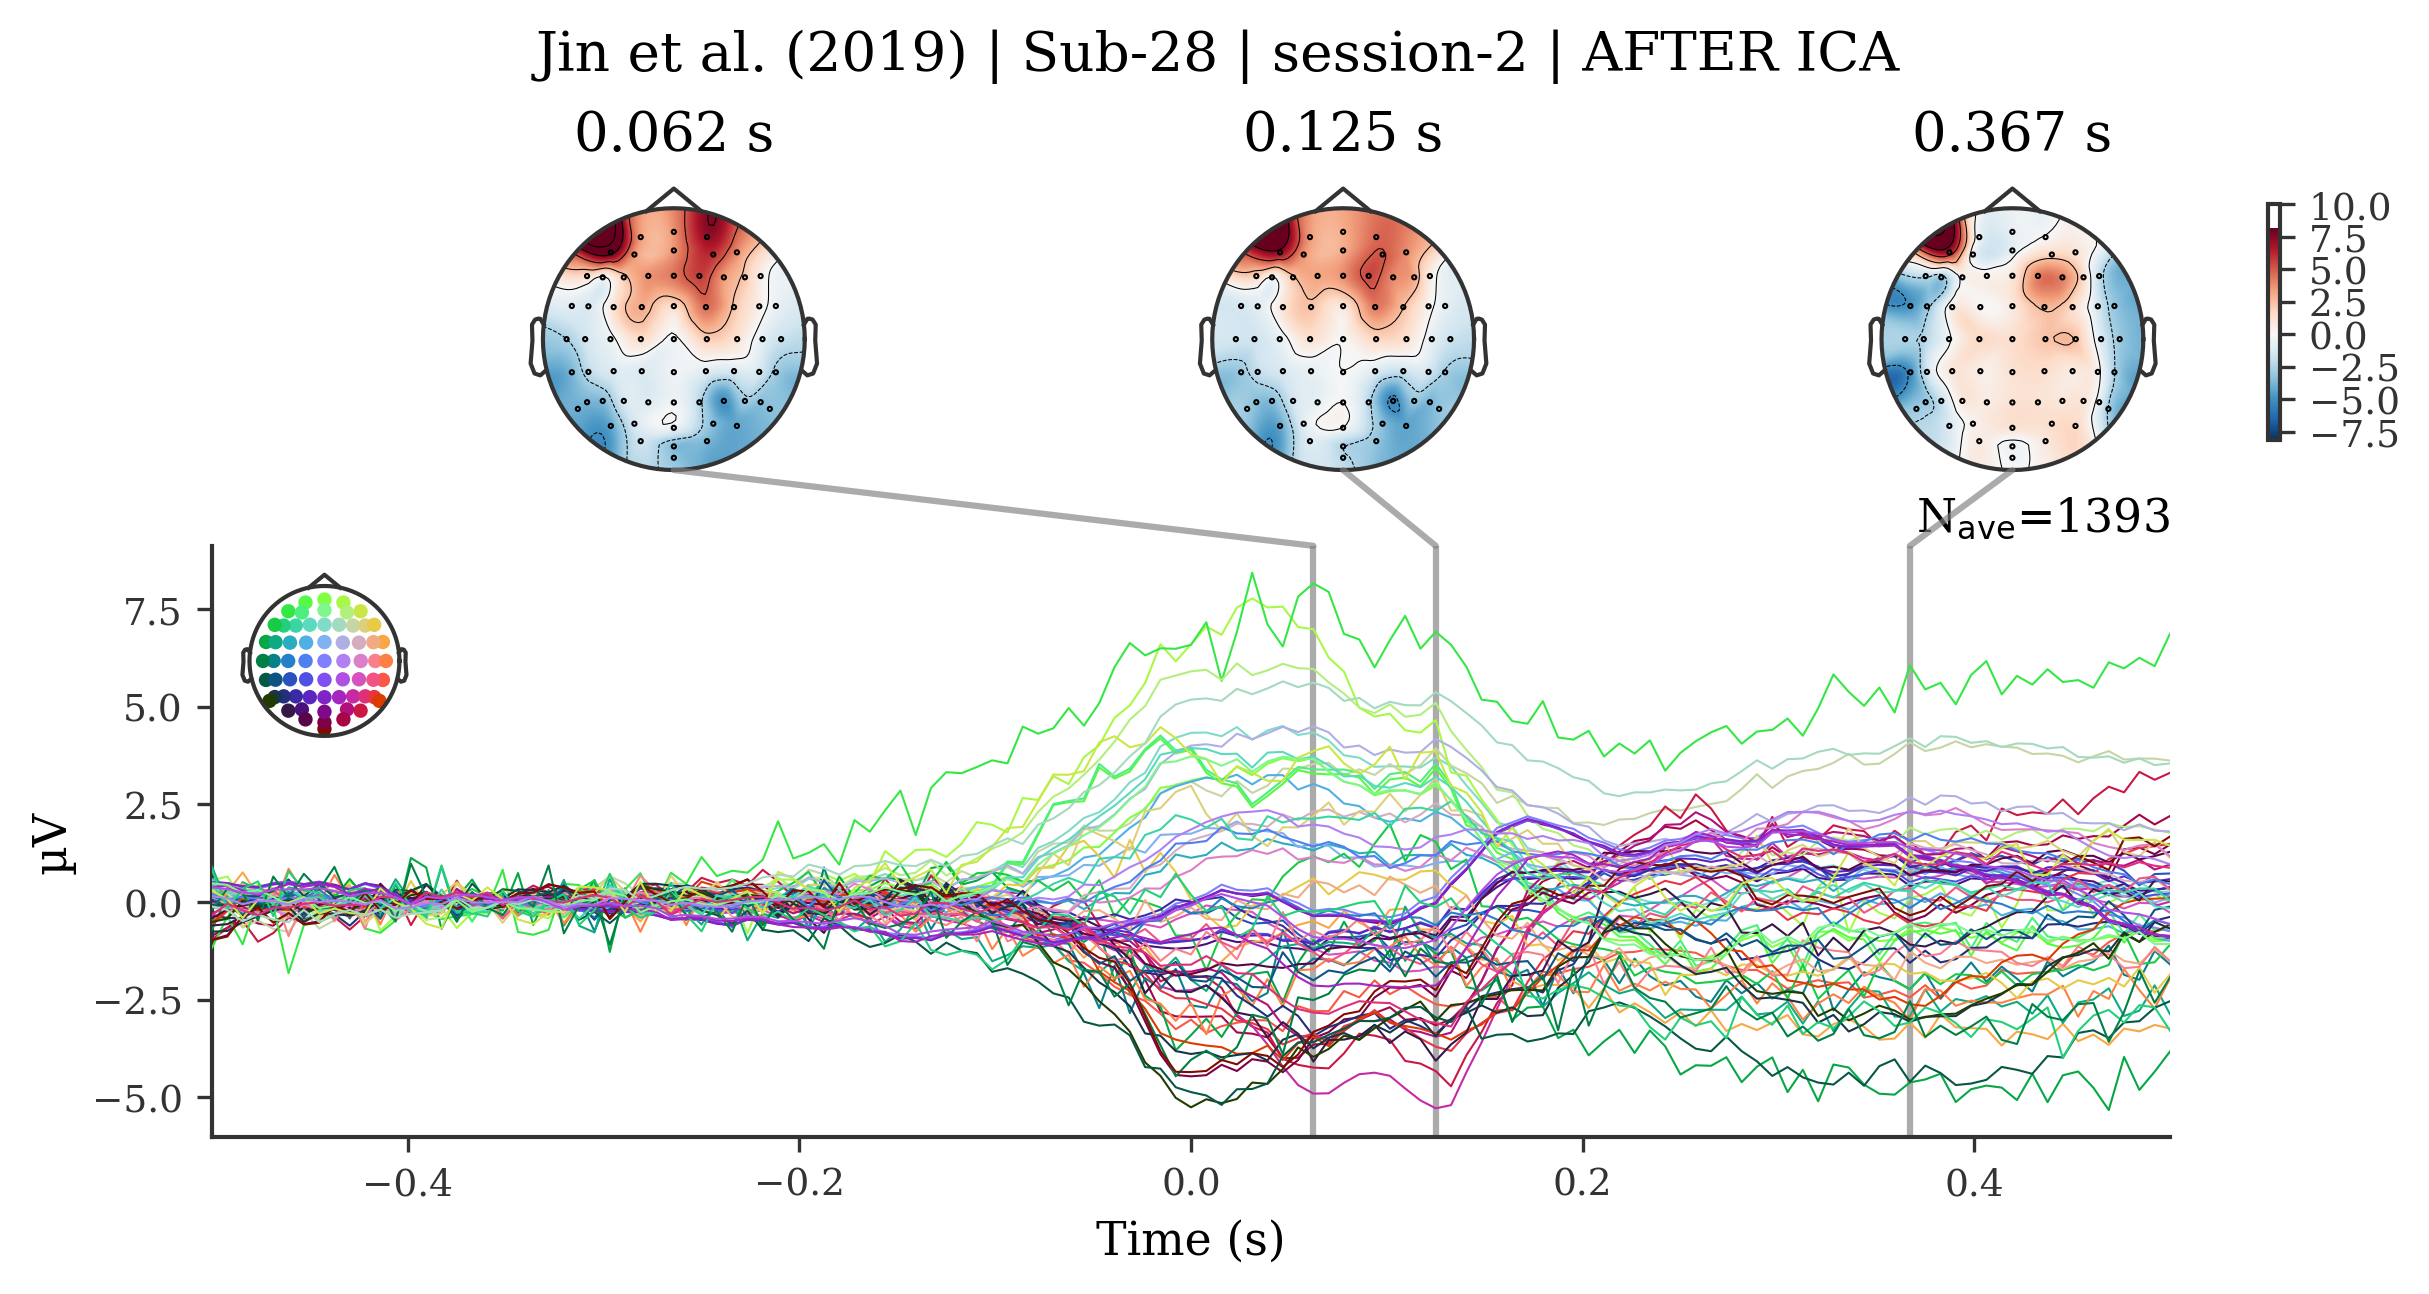 Jin et al. (2019) | Sub-28 | session-2 | AFTER ICA
0.062 s
0.125 s
0.367 s
10.0
7.5
5.0
2.5
0.0
−2.5
−5.0
−7.5
Nave=1393
7.5
5.0
2.5
0.0
−2.5
−5.0
µV
−0.4
−0.2
0.0
0.2
0.4
Time (s)